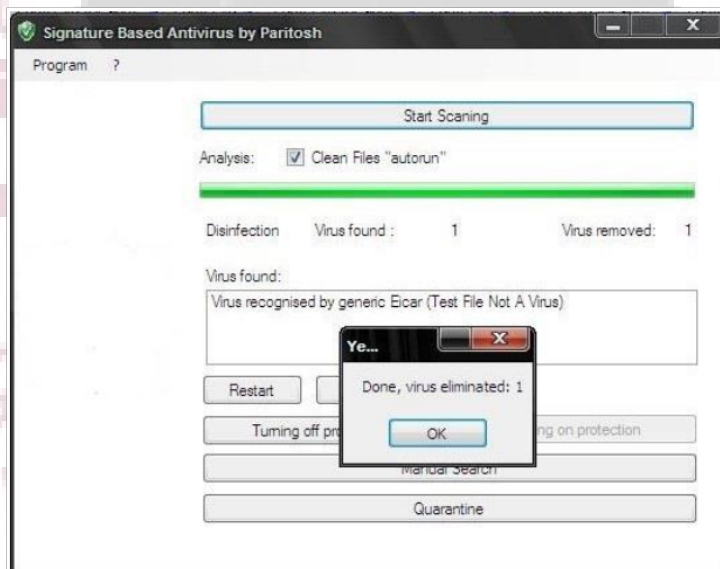 Signature Based Antivirus by Paritosh
Program ?
Start Scaning
Analysis: Clean Files "autorun"
Disinfection Virus found : 1 Virus removed: 1
Virus found:
Virus recognised by generic Eicar (Test File Not A Virus)
Ye...
Done, virus eliminated: 1
OK
Restart
Turning off on protection
Manual Search
Quarantine